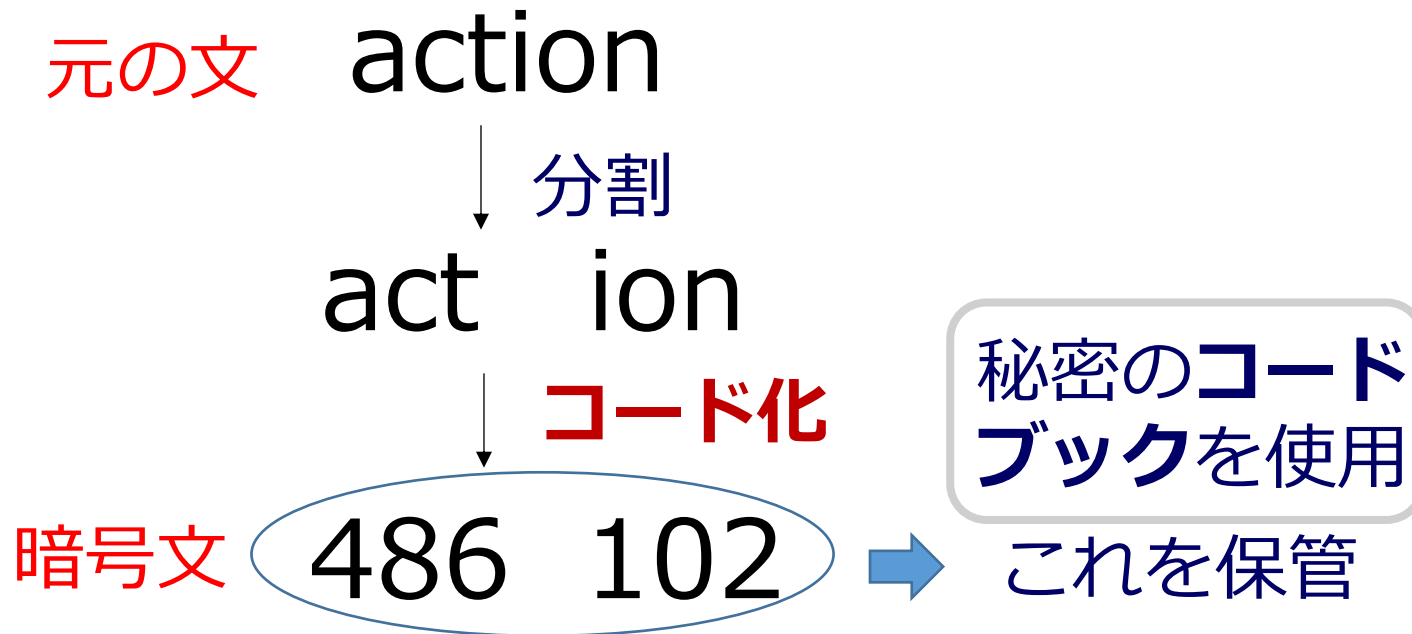 元の文 action
分割
act ion
コード化
秘密のコード
ブックを使用
暗号文 486 102 これを保管